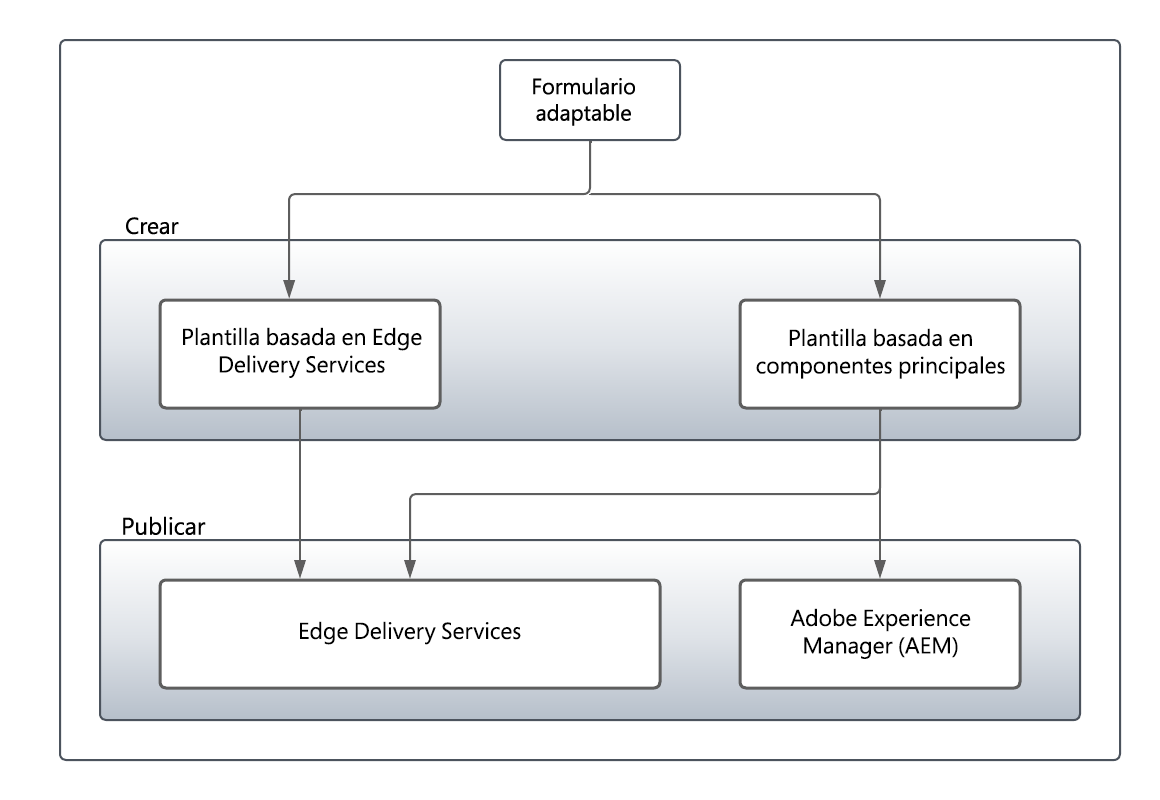 Formulario
adaptable
Crear
Plantilla basada en Edge
Delivery Services
Plantilla basada en
componentes principales
Publicar
Edge Delivery Services
Adobe Experience
Manager (AEM)